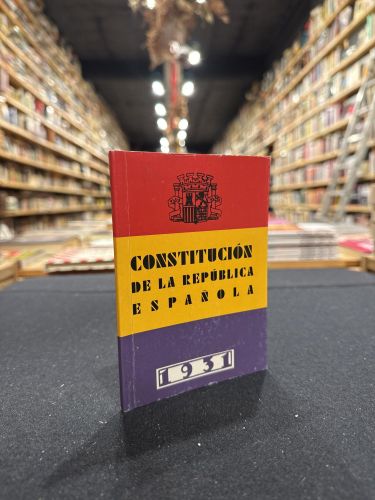 CONSTITUCIÓN
DE LA REPÚBLICA
ESPAÑOLA
1931